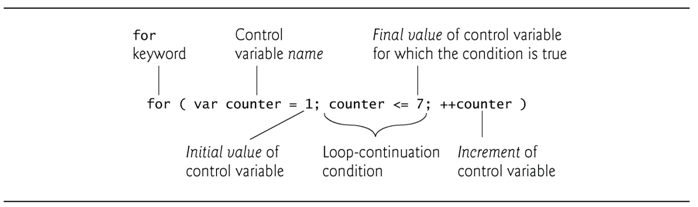 for
keyword
Control
variable name
Final value of control variable
for which the condition is true
for ( var counter = 1; counter <= 7; ++counter )
Initial value of
control variable
Loop-continuation
condition
Increment of
control variable